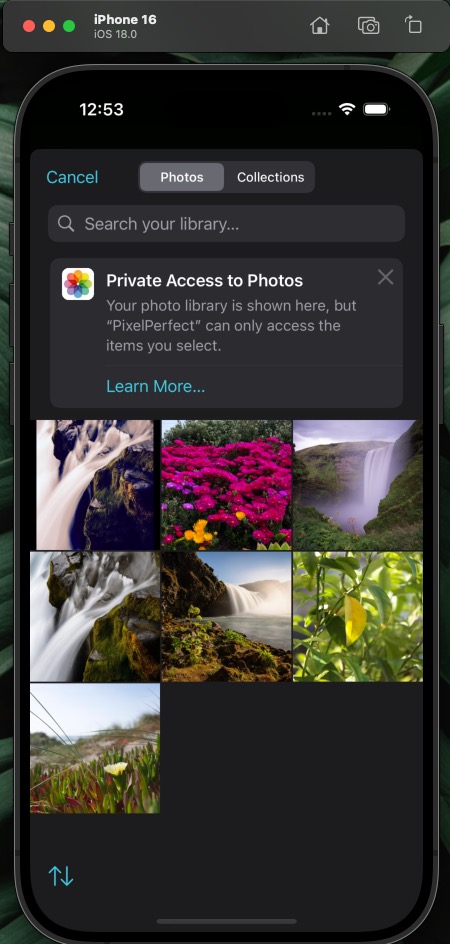 iPhone 16
iOS 18.0
12:53
Cancel
Photos
Collections
Search your library...
Private Access to Photos
Your photo library is shown here, but
“PixelPerfect” can only access the
items you select.
Learn More...